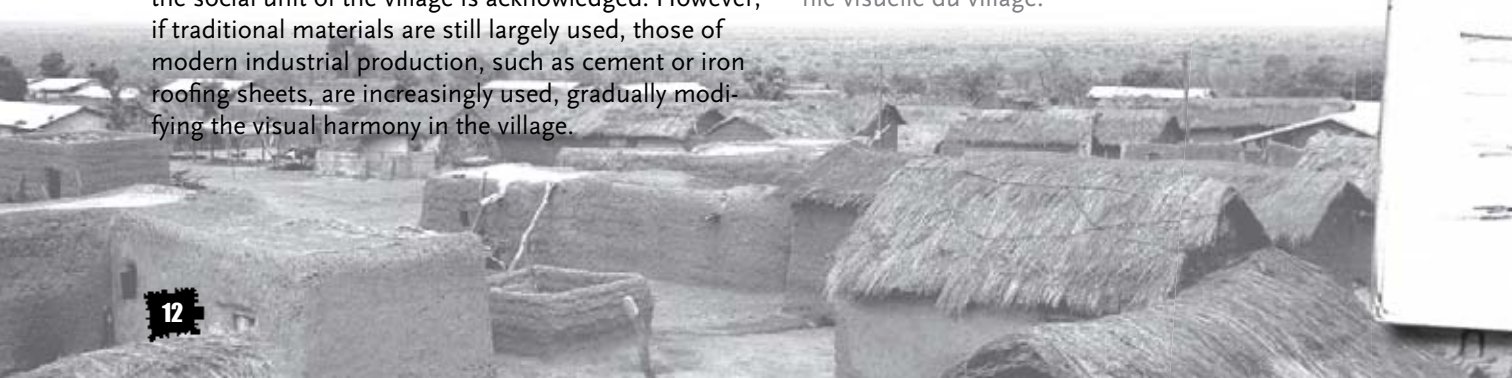 the social unit of the village is acknowledged. However,
if traditional materials are still largely used, those of
modern industrial production, such as cement or iron
roofing sheets, are increasingly used, gradually modi-
fying the visual harmony in the village.
nie visuelle du village.
12